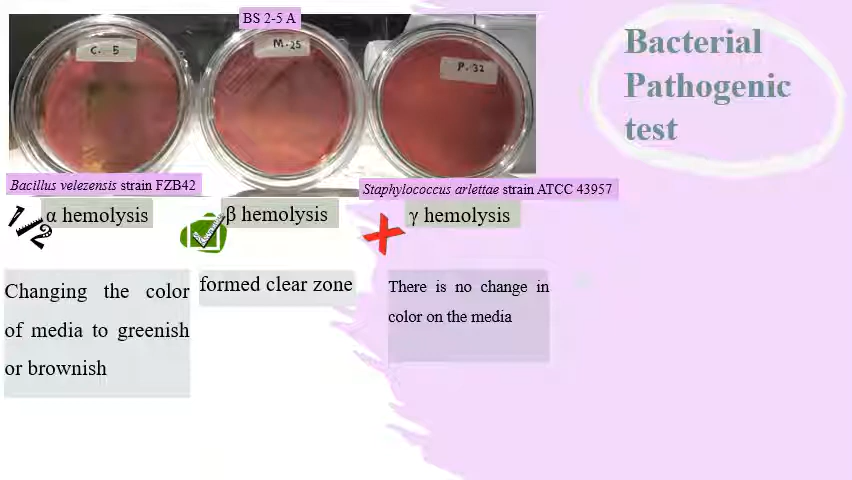 BS 2-5 A
C. 5
M.25
P.32
Bacterial
Pathogenic
test
Bacillus velezensis strain FZB42
Staphylococcus arlettae strain ATCC 43957
1/2
α hemolysis
β hemolysis
γ hemolysis
Changing the color
of media to greenish
or brownish
formed clear zone
There is no change in
color on the media